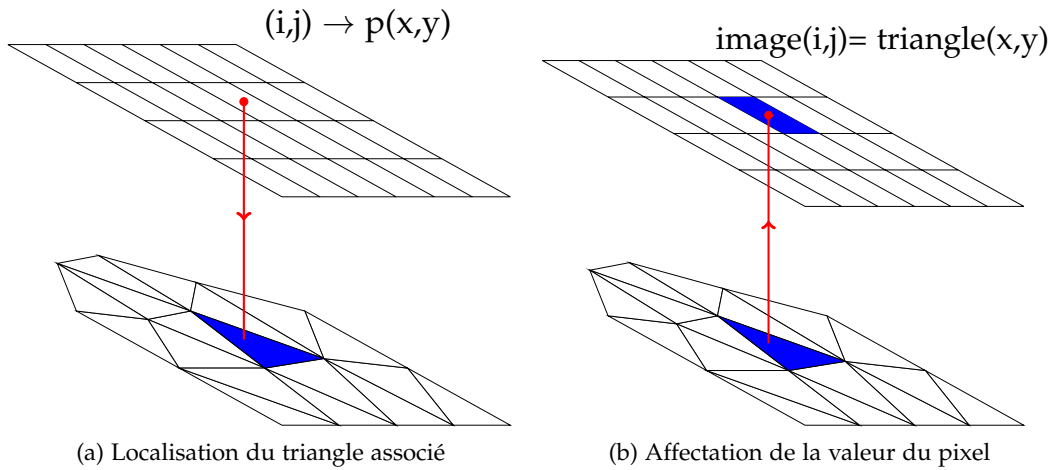 (i,j) → p(x,y)
image(i,j)= triangle(x,y)
(a) Localisation du triangle associé
(b) Affectation de la valeur du pixel